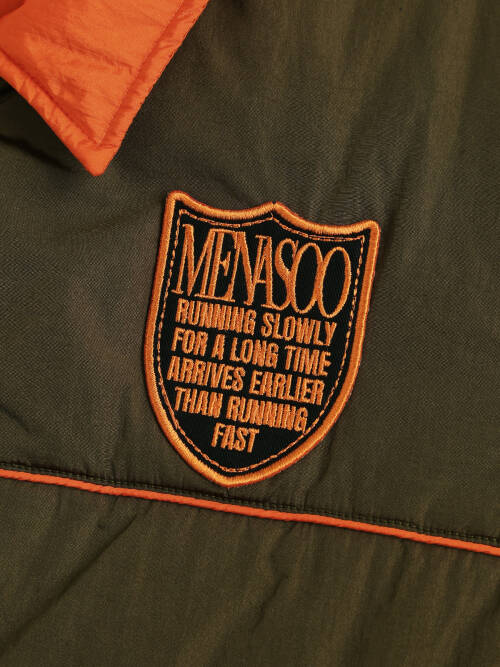 MENASOO
RUNNING SLOWLY
FOR A LONG TIME
ARRIVES EARLIER
THAN RUNNING
FAST